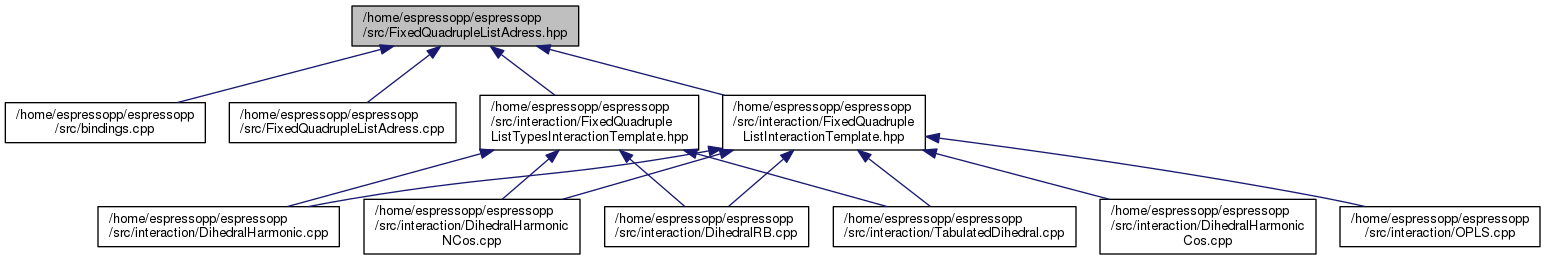 /home/espressopp/espressopp
/src/FixedQuadrupleListAdress.hpp
/home/espressopp/espressopp
/src/bindings.cpp
/home/espressopp/espressopp
/src/FixedQuadrupleListAdress.cpp
/home/espressopp/espressopp
/src/interaction/FixedQuadruple
ListTypesInteractionTemplate.hpp
/home/espressopp/espressopp
/src/interaction/FixedQuadruple
ListInteractionTemplate.hpp
/home/espressopp/espressopp
/src/interaction/DihedralHarmonic.cpp
/home/espressopp/espressopp
/src/interaction/DihedralHarmonic
NCos.cpp
/home/espressopp/espressopp
/src/interaction/DihedralRB.cpp
/home/espressopp/espressopp
/src/interaction/TabulatedDihedral.cpp
/home/espressopp/espressopp
/src/interaction/DihedralHarmonic
Cos.cpp
/home/espressopp/espressopp
/src/interaction/OPLS.cpp